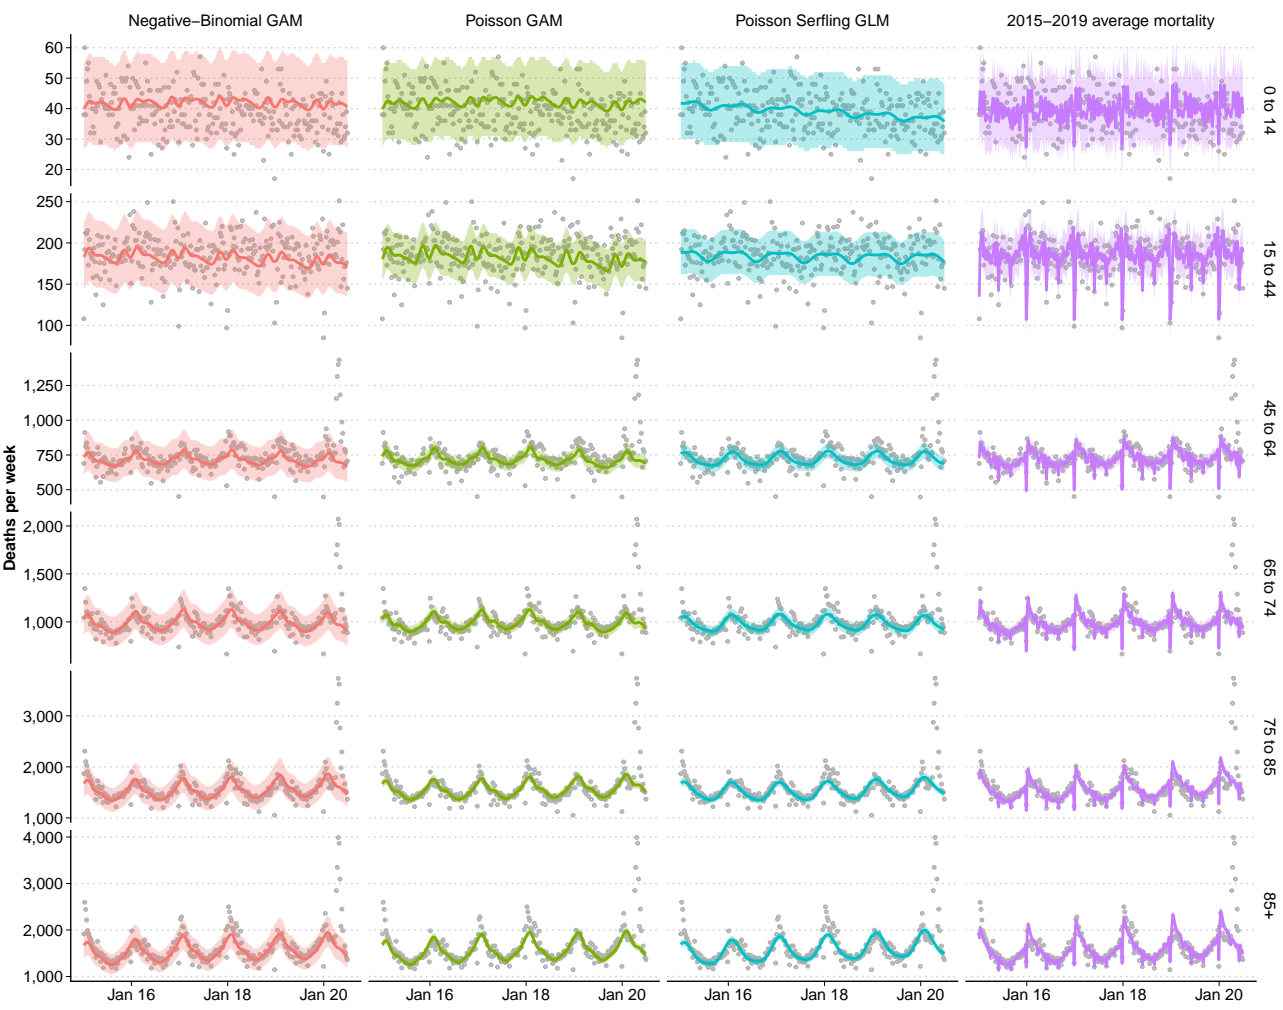 Negative−Binomial GAM
Poisson GAM
Poisson Serfling GLM
2015−2019 average mortality
60
50
40
30
20
0 to 14
250
200
150
100
15 to 44
1,250
1,000
750
500
45 to 64
2,000
1,500
1,000
65 to 74
3,000
2,000
1,000
75 to 85
4,000
3,000
2,000
1,000
85+
Deaths per week
Jan 16
Jan 18
Jan 20
Jan 16
Jan 18
Jan 20
Jan 16
Jan 18
Jan 20
Jan 16
Jan 18
Jan 20